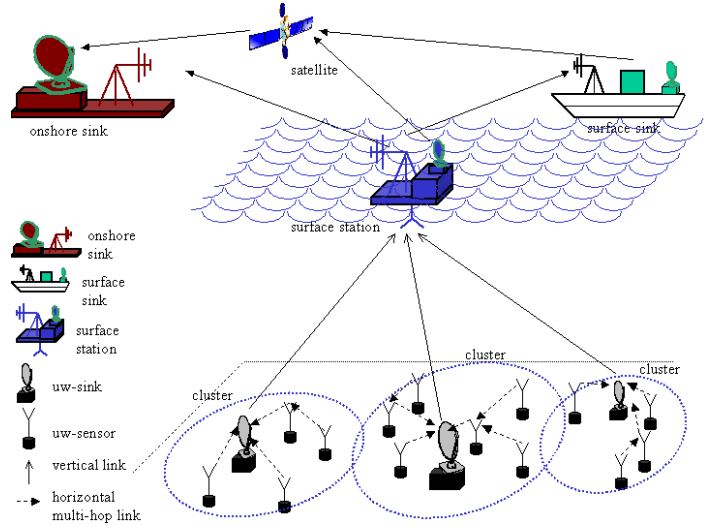 satellite
onshore sink
surface sink
surface station
onshore
sink
surface
sink
surface
station
uw-sink
uw-sensor
vertical link
horizontal
multi-hop link
cluster
cluster
cluster